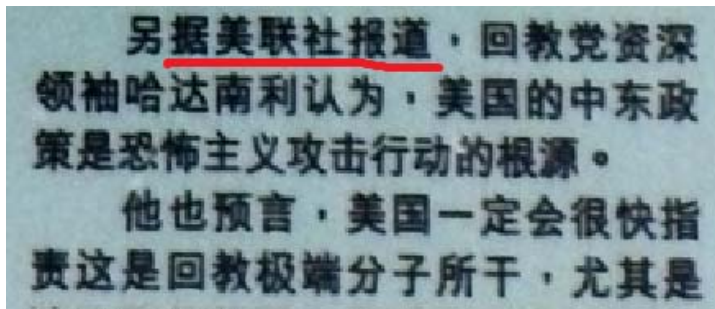 另据美联社报道，回教党资深
领袖哈达南利认为，美国的中东政
策是恐怖主义攻击行动的根源。
他也预言，美国一定会很快指
责这是回教极端分子所干，尤其是